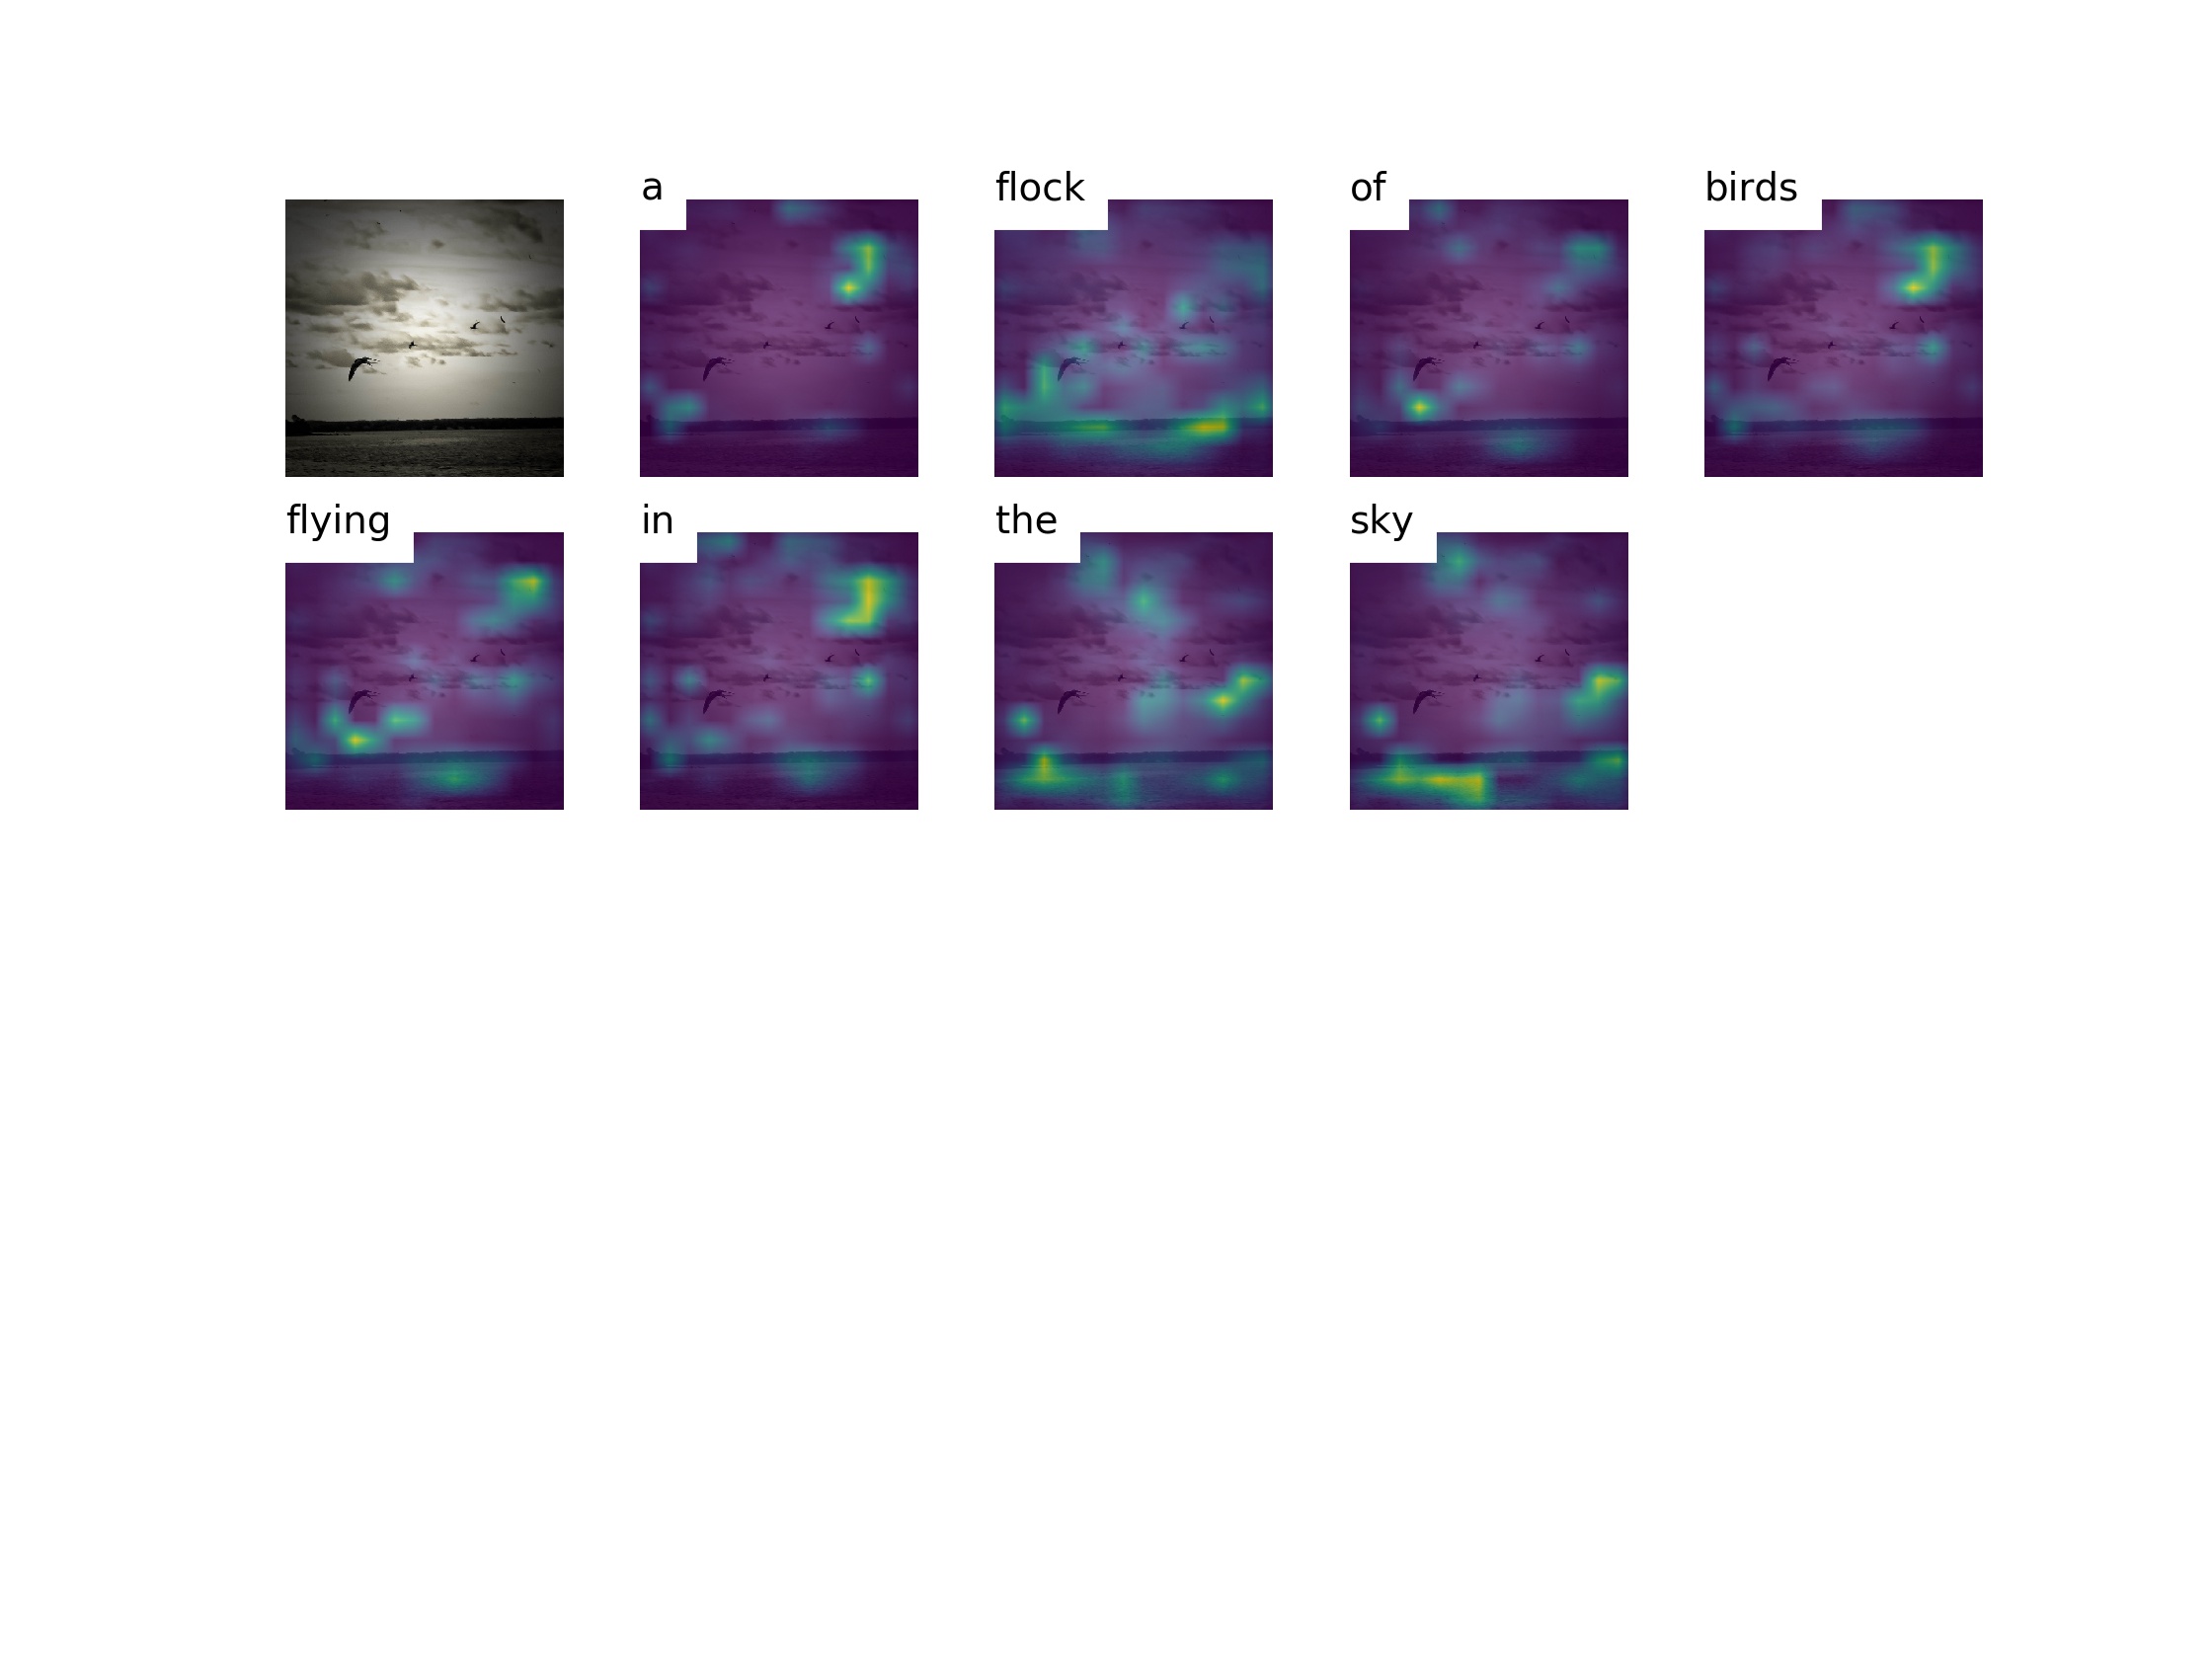 a
flock
of
birds
flying
in
the
sky